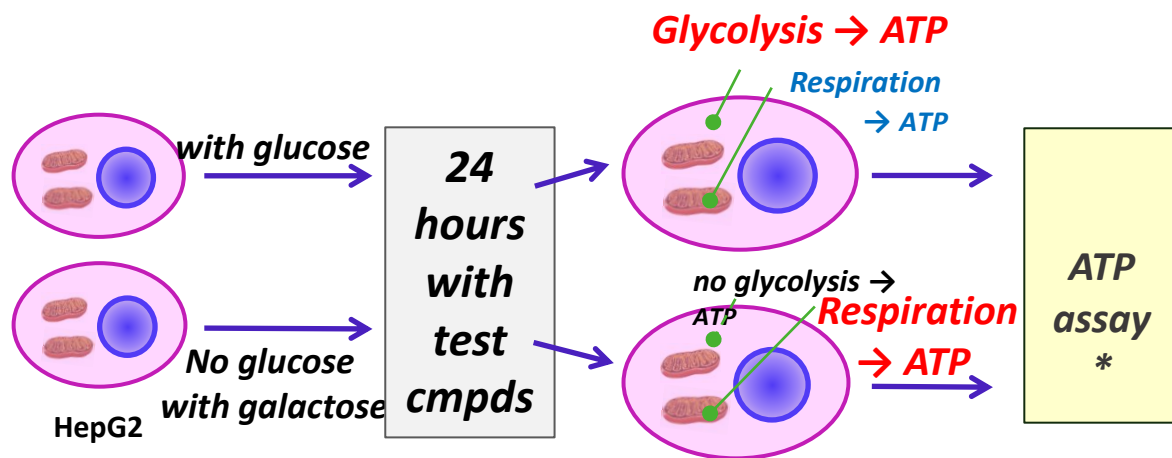 Glycolysis → ATP
Respiration
→ ATP
with glucose
24
hours
with
test
cmpds
No glucose
with galactose
HepG2
no glycolysis →
ATP
Respiration
→ ATP
ATP
assay
*